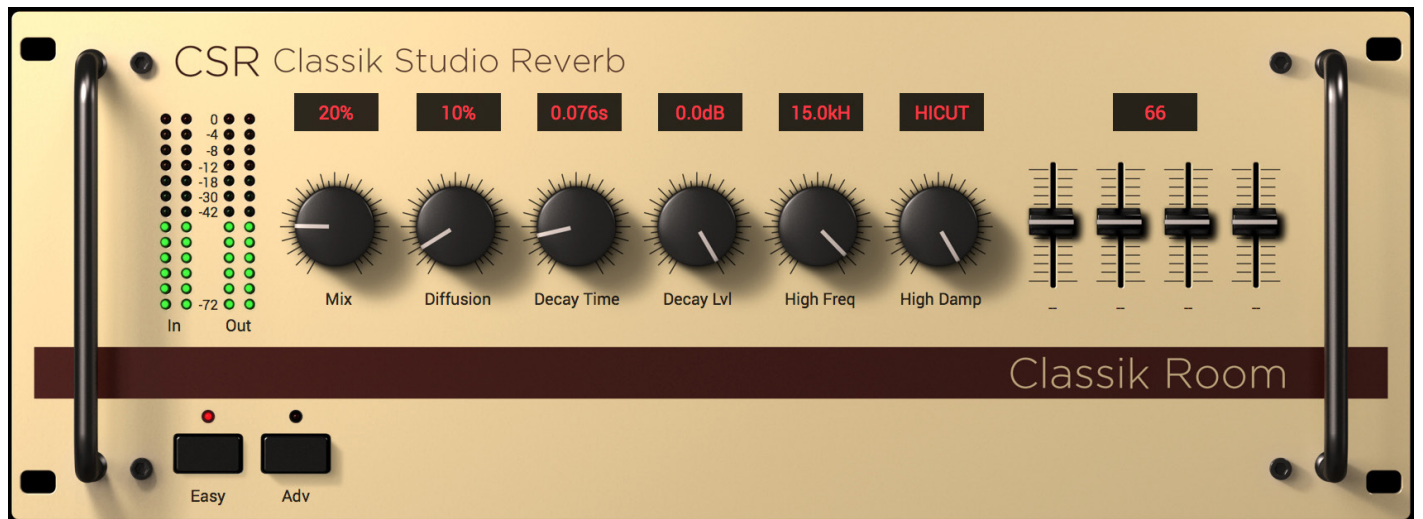 CSR Classik Studio Reverb
20% 10% 0.076s 0.0dB 15.0kH HICUT 66
0
-4
-8
-12
-18
-30
-42
-72
In Out
Mix Diffusion Decay Time Decay Lvl High Freq High Damp -- -- -- --
Classik Room
Easy Adv